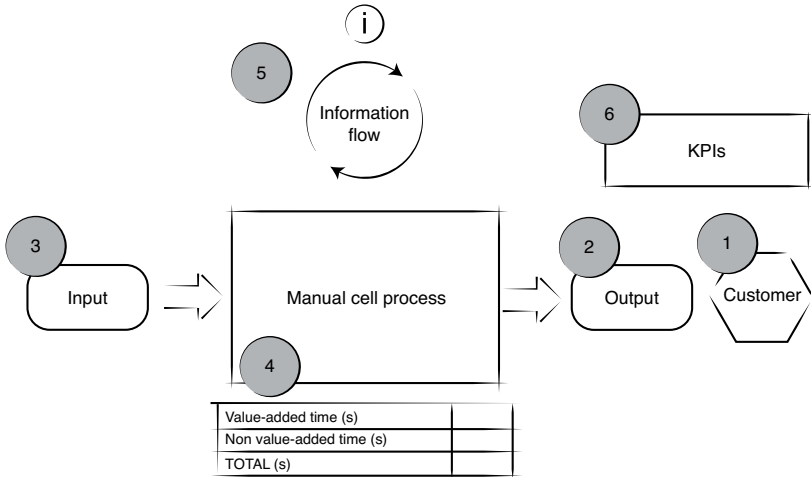 i
5
Information
flow
6
KPIs
3
Input
Manual cell process
2
Output
1
Customer
4
Value-added time (s)
Non value-added time (s)
TOTAL (s)